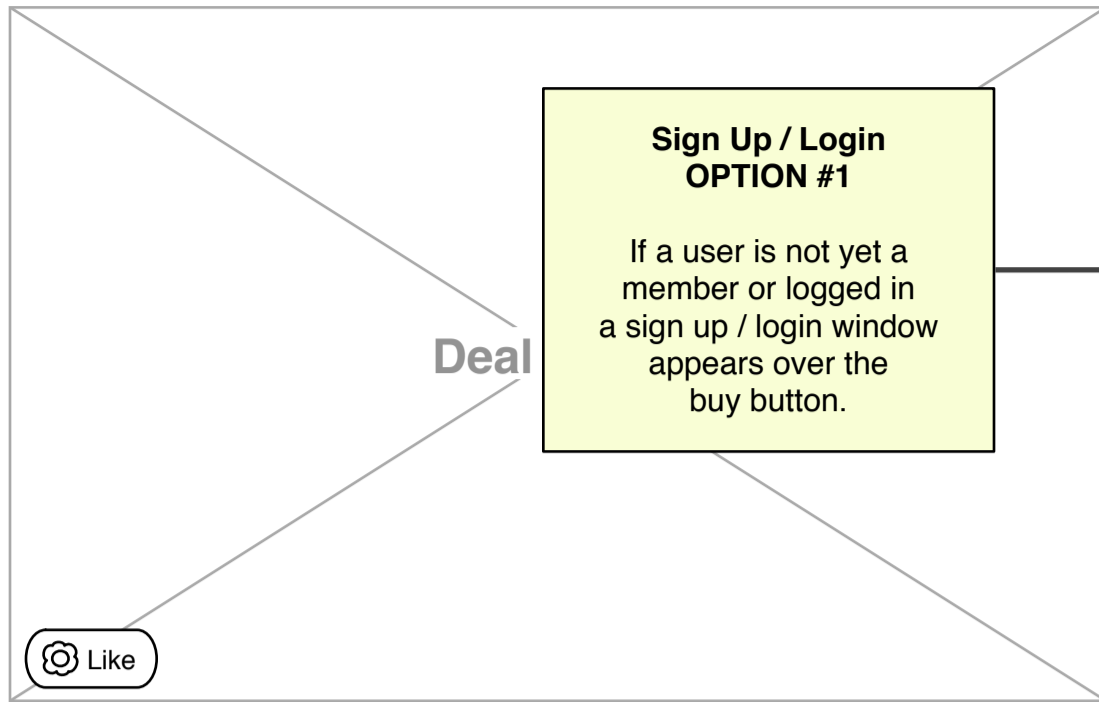 Sign Up / Login
OPTION #1
If a user is not yet a
member or logged in
a sign up / login window
appears over the
buy button.
Deal
Like